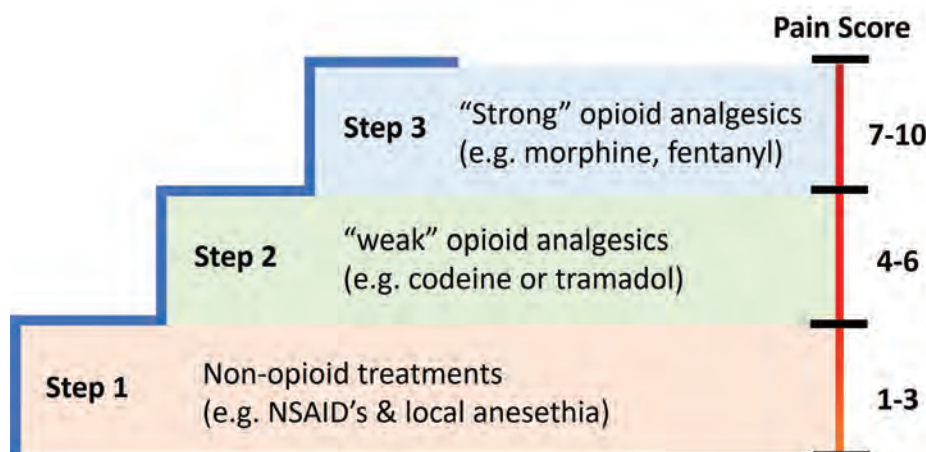 Pain Score
Step 3
“Strong” opioid analgesics
(e.g. morphine, fentanyl)
7-10
Step 2
“weak” opioid analgesics
(e.g. codeine or tramadol)
4-6
Step 1
Non-opioid treatments
(e.g. NSAID’s & local anesethia)
1-3